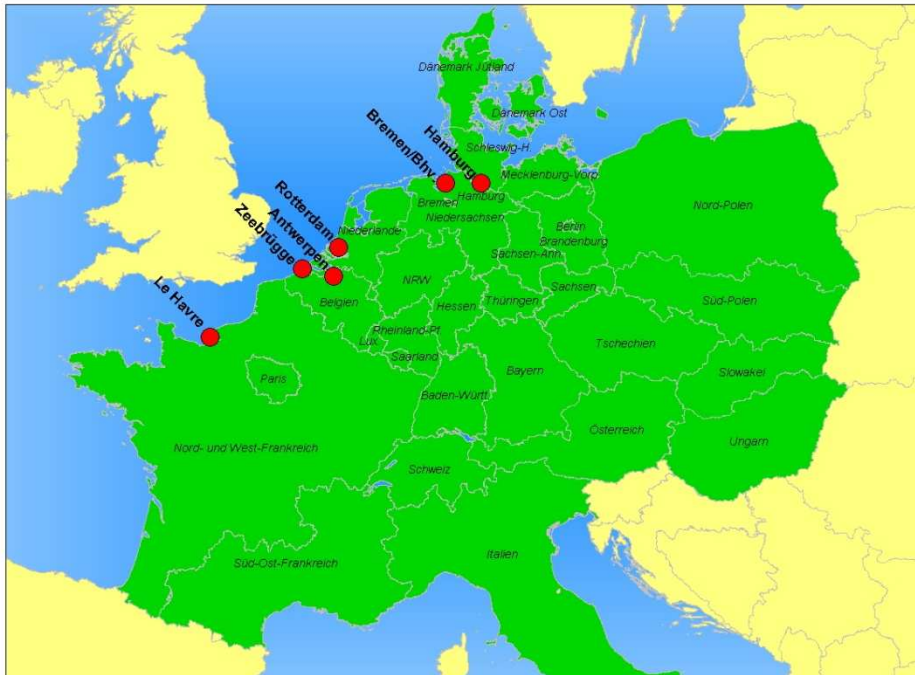 Dänemark Jütland
Dänemark Ost
Schleswig-H.
Hamburg
Bremen/Bhv.
Mecklenburg-Vorp.
Hamburg
Bremen
Niedersachsen
Nord-Polen
Berlin
Brandenburg
Rotterdam
Antwerpen
Zeebrügge
Niederlande
Sachsen-Anh.
NRW
Sachsen
Thüringen
Hessen
Süd-Polen
Belgien
Le Havre
Rheinland-Pf.
Lux
Saarland
Tschechien
Paris
Slowakei
Bayern
Baden-Württ.
Österreich
Ungarn
Nord- und West-Frankreich
Schweiz
Italien
Süd-Ost-Frankreich